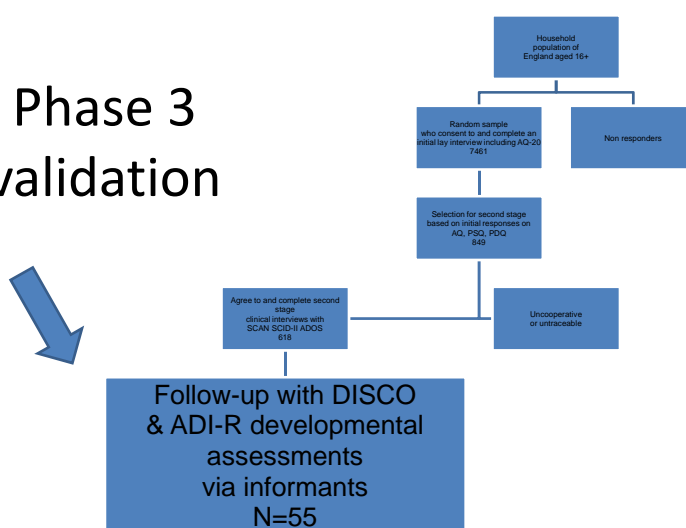 Phase 3
validation
Household
population of
England aged 16+
Random sample
who consent to and complete an
initial lay interview including AQ-20
7461
Non responders
Selection for second stage
based on initial responses on
AQ, PSQ, PDQ
849
Agree to and complete second
stage
clinical interviews with
SCAN SCID-II ADOS
618
Uncooperative
or untraceable
Follow-up with DISCO
& ADI-R developmental
assessments
via informants
N=55